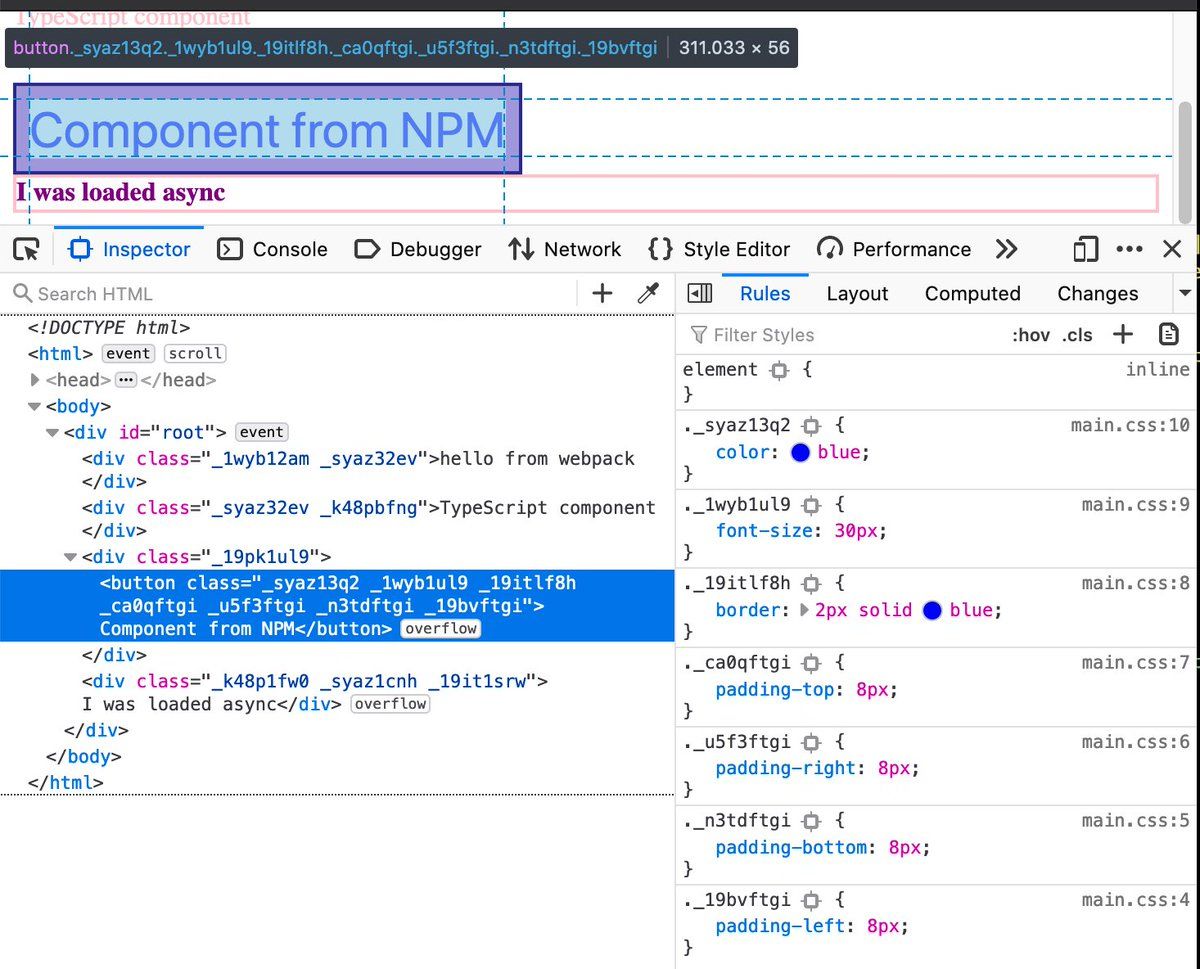 TypeScript component
button._syaz13q2._1wyb1ul9._19itlf8h._ca0qftgi._u5f3ftgi._n3tdftgi._19bvftgi 311.033 × 56
Component from NPM
I was loaded async
Inspector Console Debugger Network {} Style Editor Performance
Search HTML
<!DOCTYPE html>
<html> event scroll
<head> ••• </head>
<body>
<div id="root"> event
<div class="_1wyb12am _syaz32ev">hello from webpack
</div>
<div class="_syaz32ev _k48pbfng">TypeScript component
</div>
<div class="_19pk1ul9">
<button class="_syaz13q2 _1wyb1ul9 _19itlf8h
_ca0qftgi _u5f3ftgi _n3tdftgi _19bvftgi">
Component from NPM</button> overflow
</div>
<div class="_k48p1fw0 _syaz1cnh _19it1srw">
I was loaded async</div> overflow
</div>
</body>
</html>
Rules Layout Computed Changes
Filter Styles :hov .cls
element { inline
}
._syaz13q2 { main.css:10
color: blue;
}
._1wyb1ul9 { main.css:9
font-size: 30px;
}
._19itlf8h { main.css:8
border: 2px solid blue;
}
._ca0qftgi { main.css:7
padding-top: 8px;
}
._u5f3ftgi { main.css:6
padding-right: 8px;
}
._n3tdftgi { main.css:5
padding-bottom: 8px;
}
._19bvftgi { main.css:4
padding-left: 8px;
}